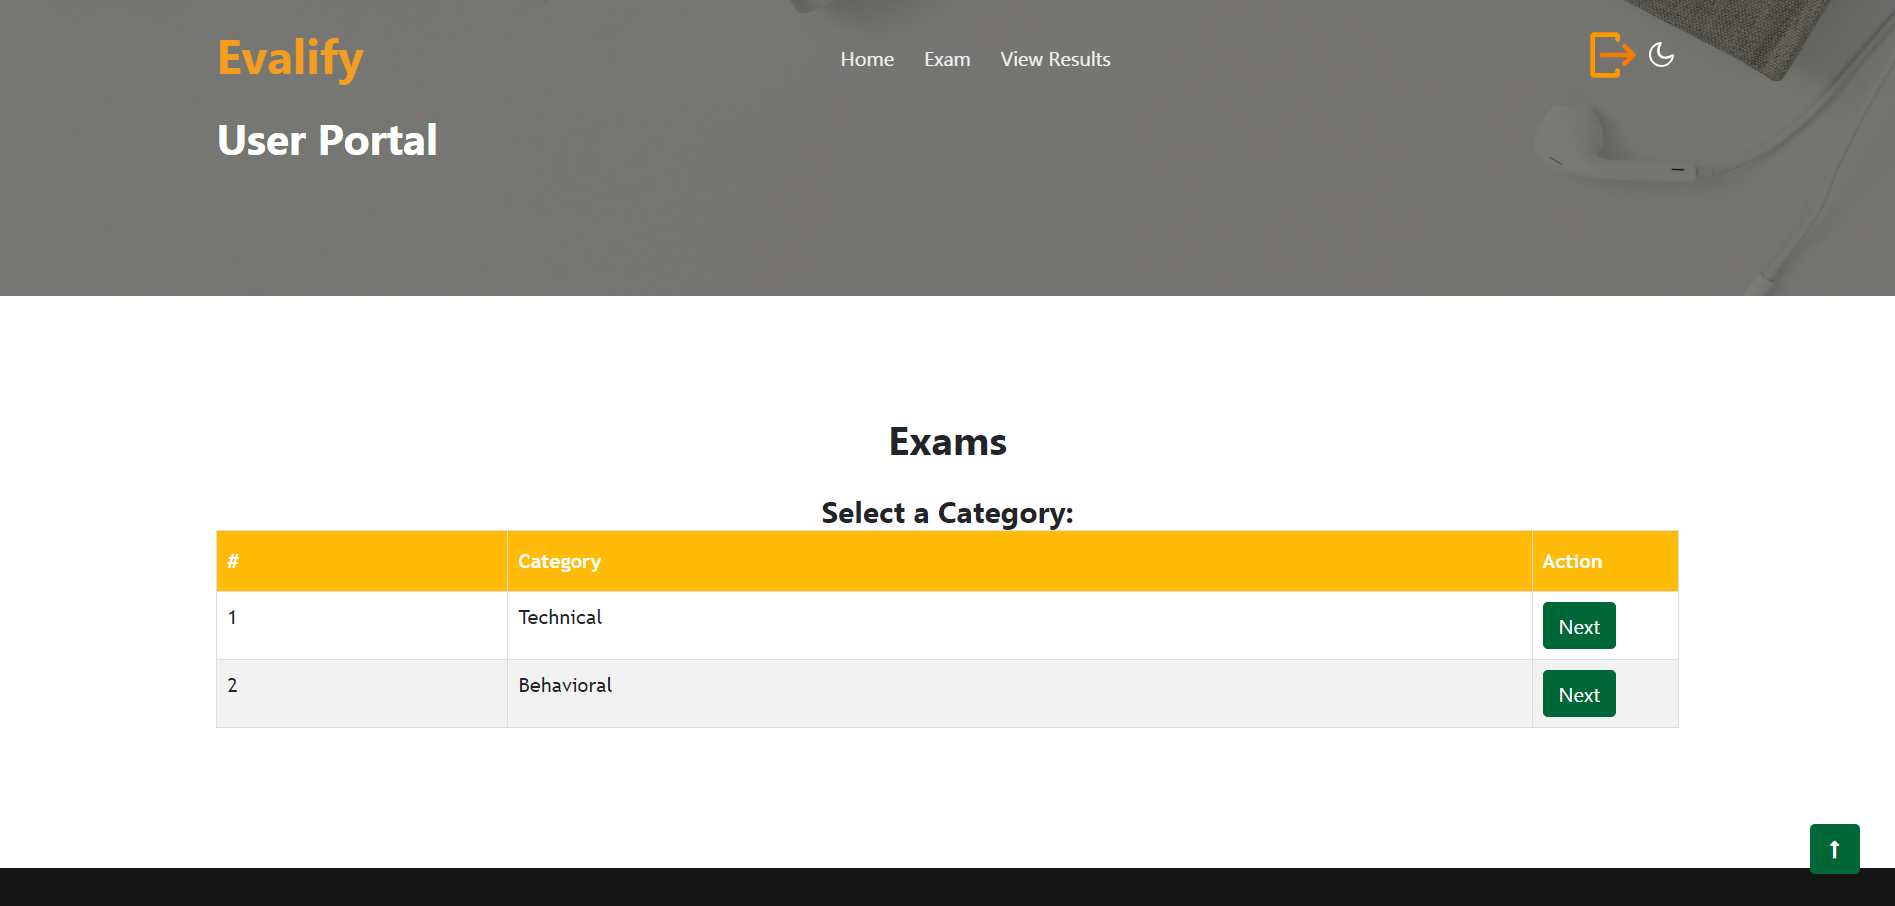 Evalify
Home Exam View Results
User Portal
Exams
Select a Category:
# Category Action
1 Technical Next
2 Behavioral Next